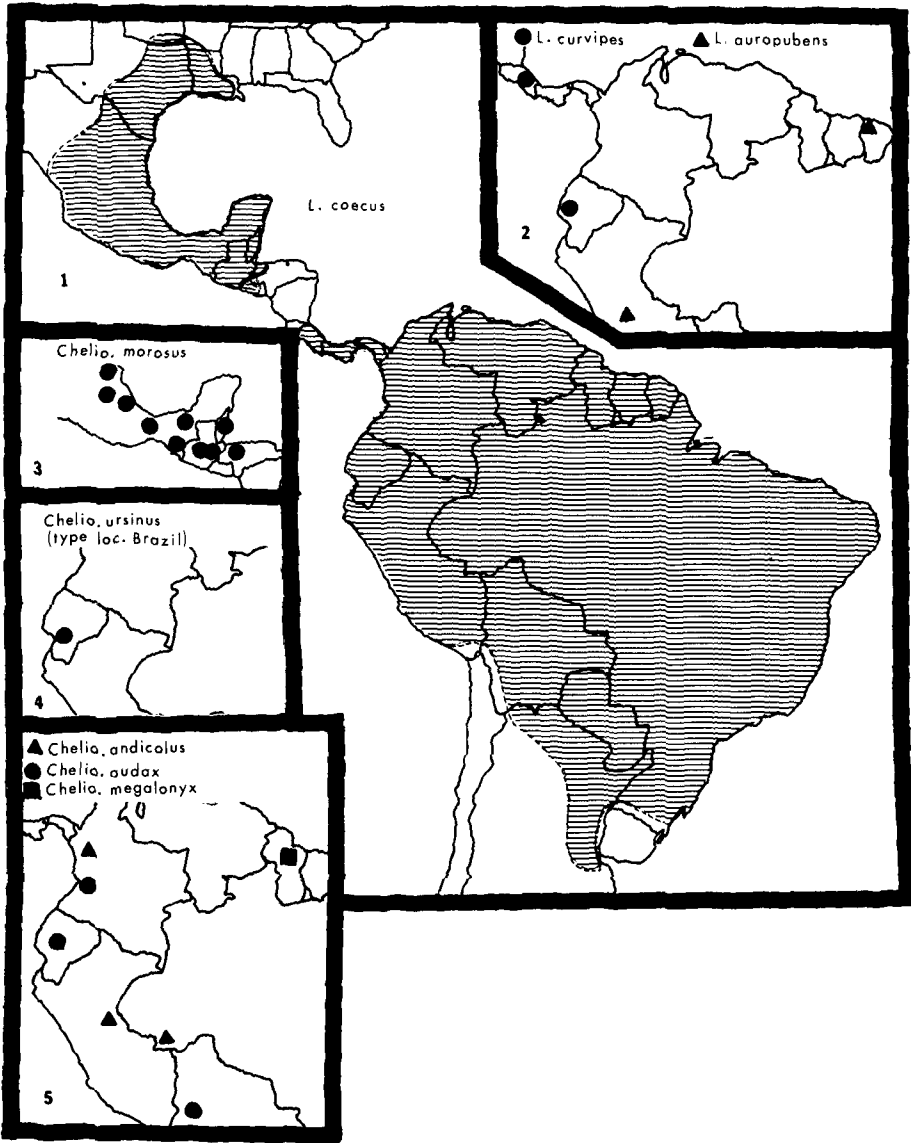 L. coecus
1
L. curvipes
L. auropubens
2
Chelio. morosus
3
Chelio. ursinus
(type loc. Brazil)
4
Chelio. andicolus
Chelio. audax
Chelio. megalonyx
5